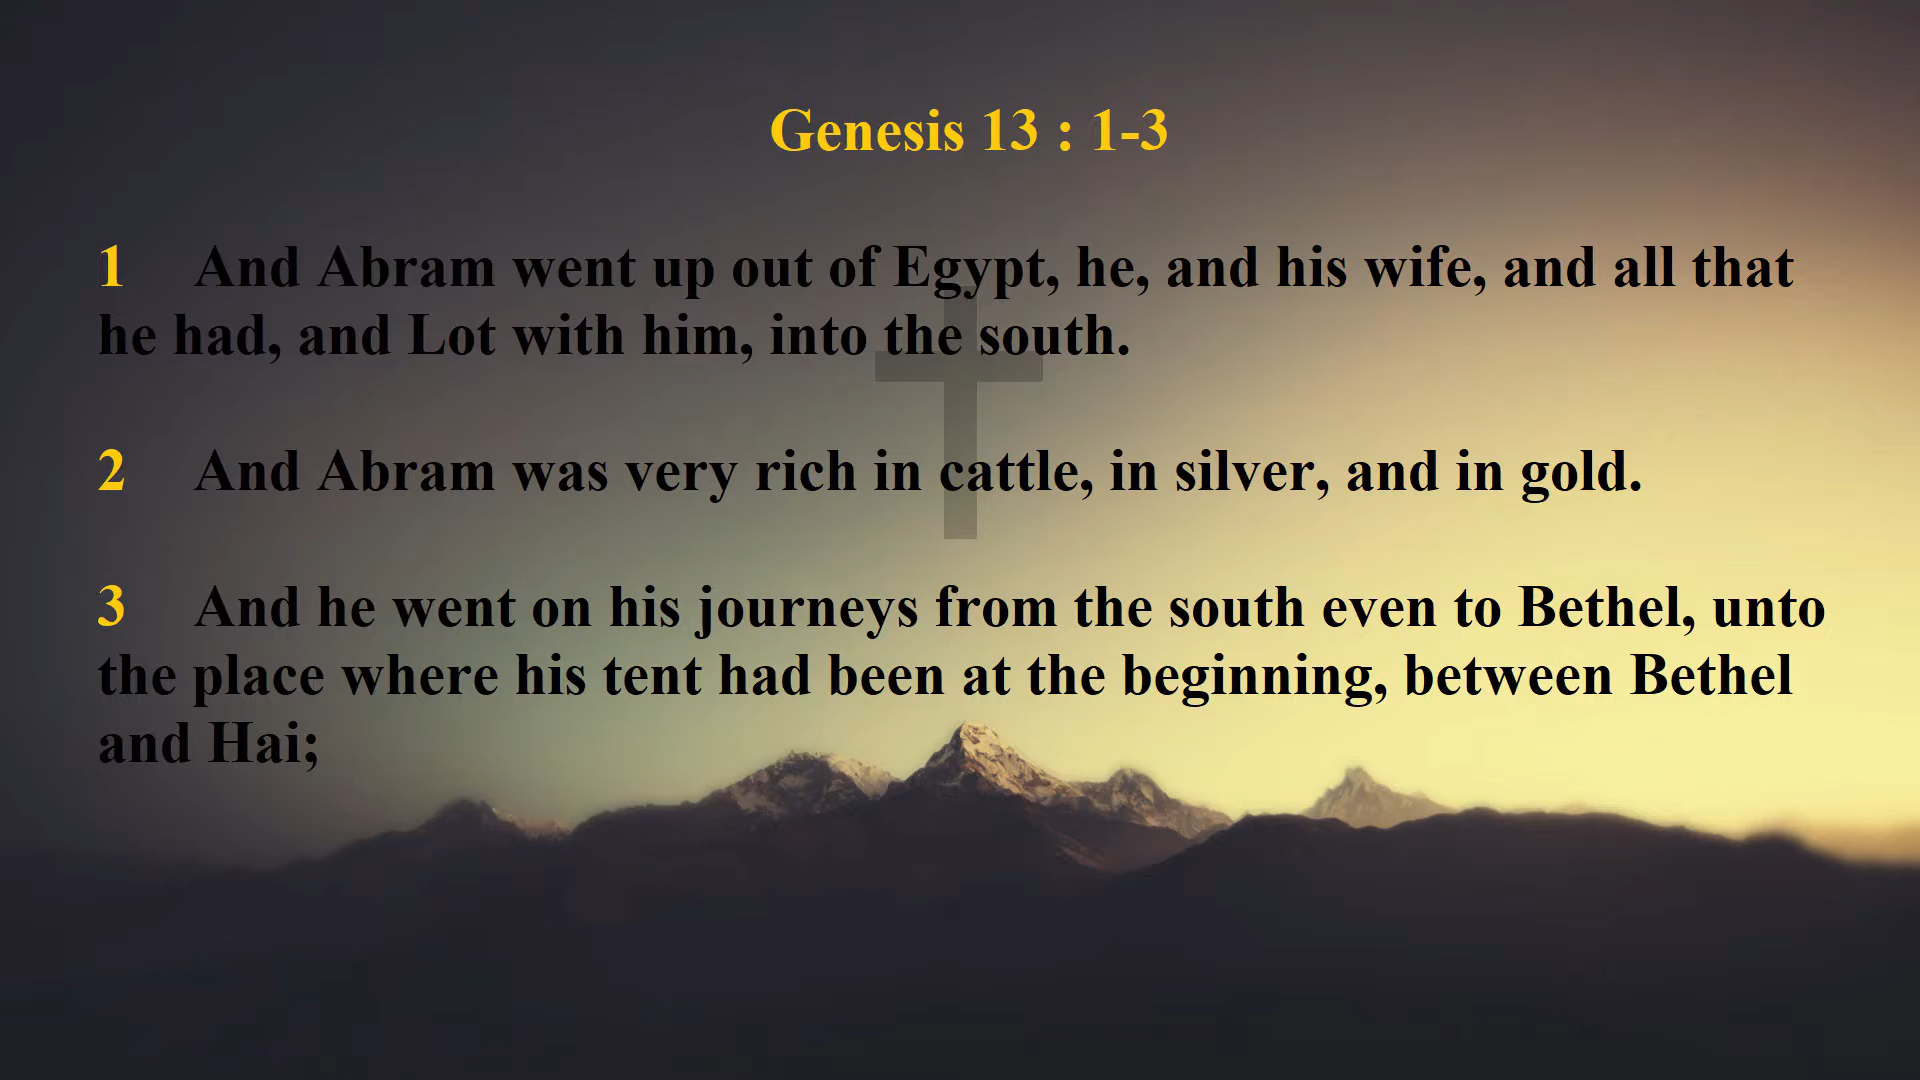 Genesis 13 : 1-3
1 And Abram went up out of Egypt, he, and his wife, and all that
he had, and Lot with him, into the south.
2 And Abram was very rich in cattle, in silver, and in gold.
3 And he went on his journeys from the south even to Bethel, unto
the place where his tent had been at the beginning, between Bethel
and Hai;